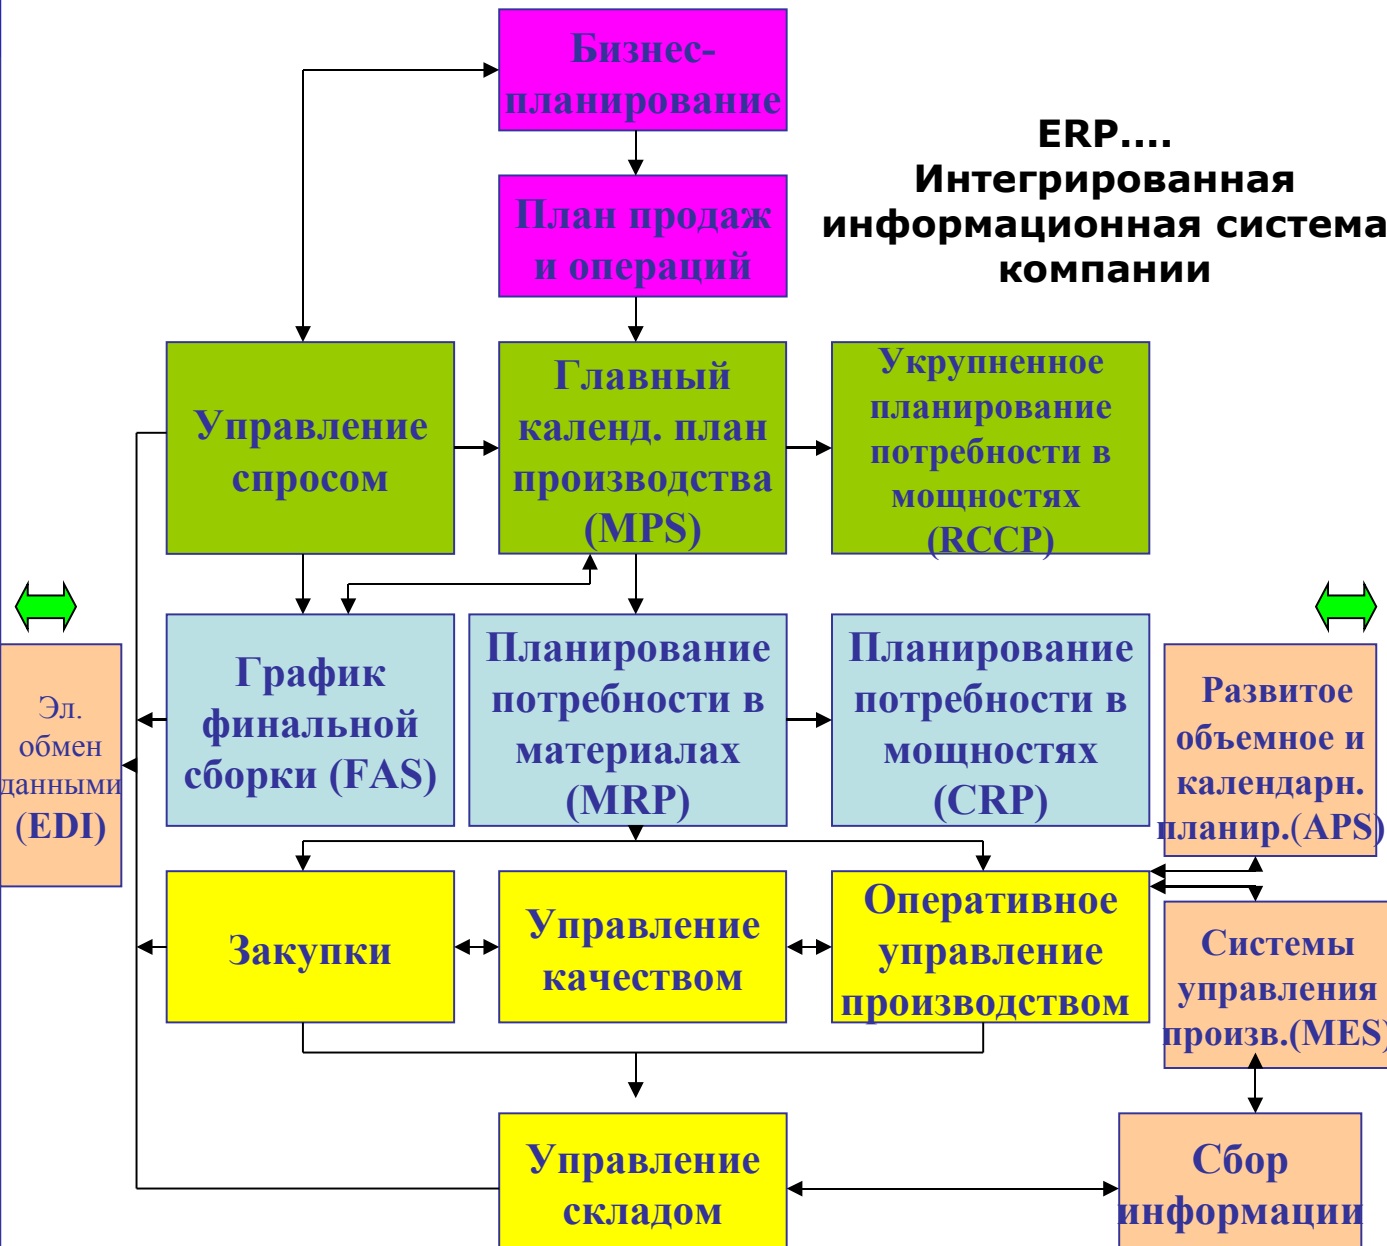 Бизнес-
планирование
ERP....
Интегрированная
информационная система
компании
План продаж
и операций
Управление
спросом
Главный
календ. план
производства
(MPS)
Укрупненное
планирование
потребности в
мощностях
(RCCP)
Эл.
обмен
данными
(EDI)
График
финальной
сборки (FAS)
Планирование
потребности в
материалах
(MRP)
Планирование
потребности в
мощностях
(CRP)
Развитое
объемное и
календарн.
планир.(APS)
Закупки
Управление
качеством
Оперативное
управление
производством
Системы
управления
произв.(MES)
Управление
складом
Сбор
информации